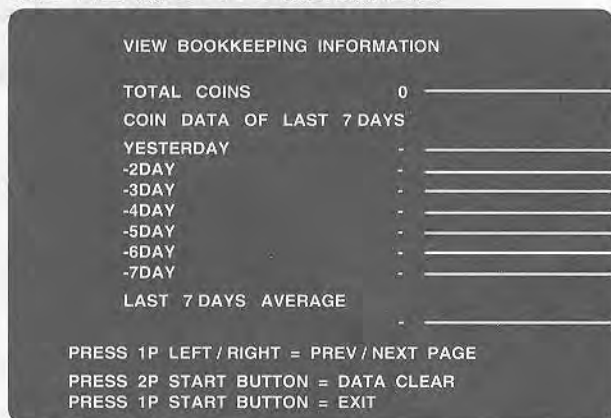 VIEW BOOKKEEPING INFORMATION
TOTAL COINS 0
COIN DATA OF LAST 7 DAYS
YESTERDAY -
-2DAY -
-3DAY -
-4DAY -
-5DAY -
-6DAY -
-7DAY -
LAST 7 DAYS AVERAGE
-
PRESS 1P LEFT / RIGHT = PREV / NEXT PAGE
PRESS 2P START BUTTON = DATA CLEAR
PRESS 1P START BUTTON = EXIT